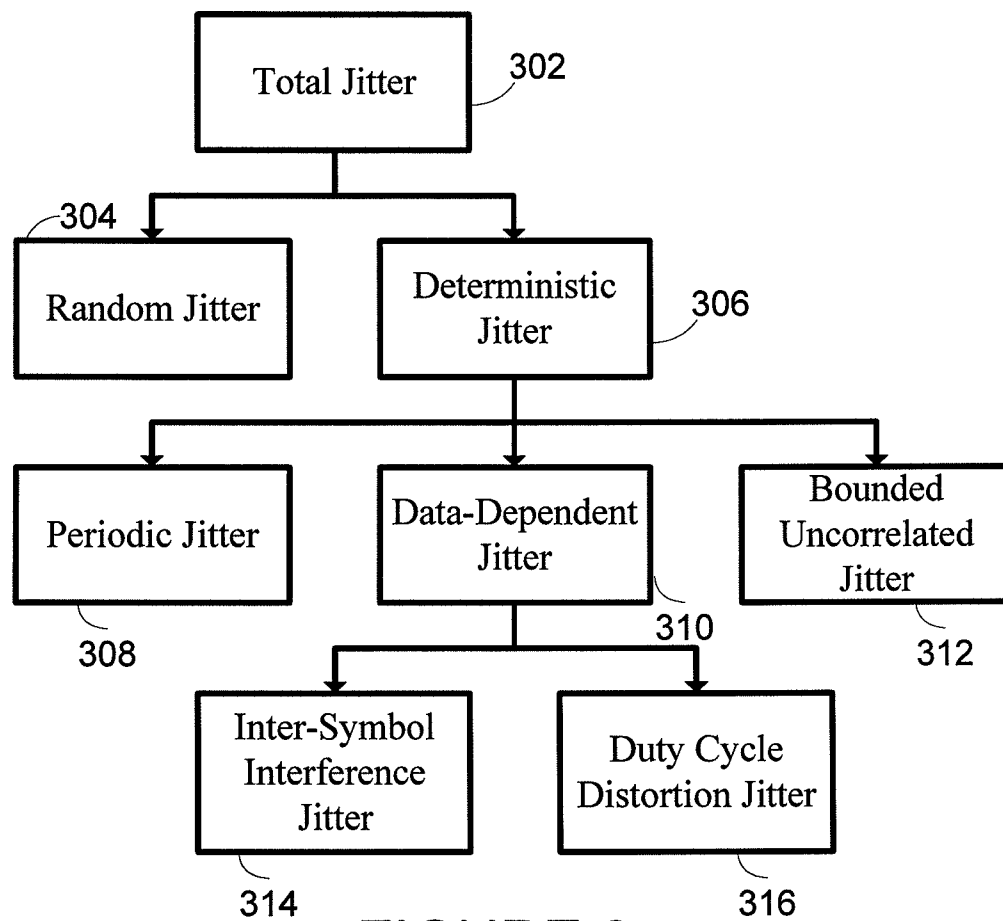 Total Jitter
302
304
Random Jitter
Deterministic
Jitter
306
Periodic Jitter
Data-Dependent
Jitter
Bounded
Uncorrelated
Jitter
308
310
312
Inter-Symbol
Interference
Jitter
Duty Cycle
Distortion Jitter
314
316